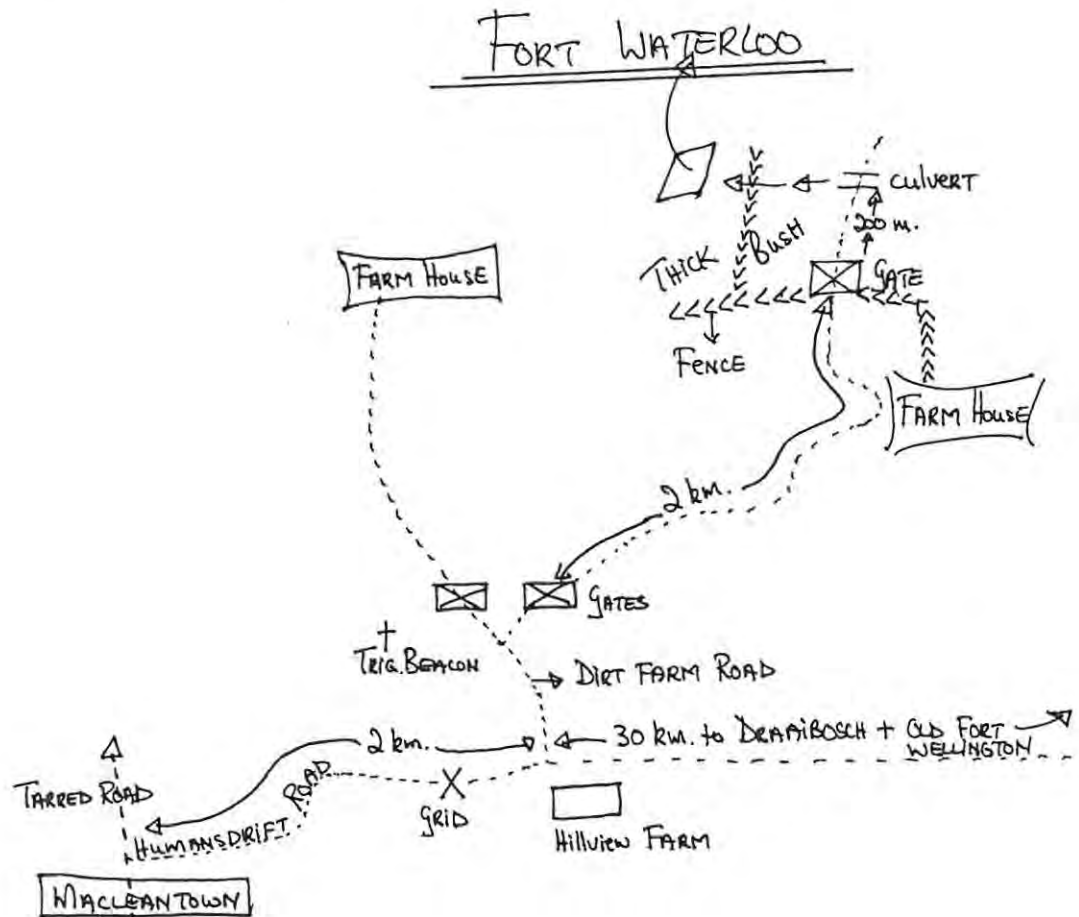 FORT WATERLOO
CULVERT
200 m.
THICK BUSH
GATE
FARM HOUSE
FENCE
FARM HOUSE
2 km.
GATES
TRIG. BEACON
DIRT FARM ROAD
2 km.
30 km. to DRAAIBOSCH + OLD FORT
WELLINGTON
TARRED ROAD
HUMANSDRIFT ROAD
GRID
Hillview FARM
MACLEANTOWN